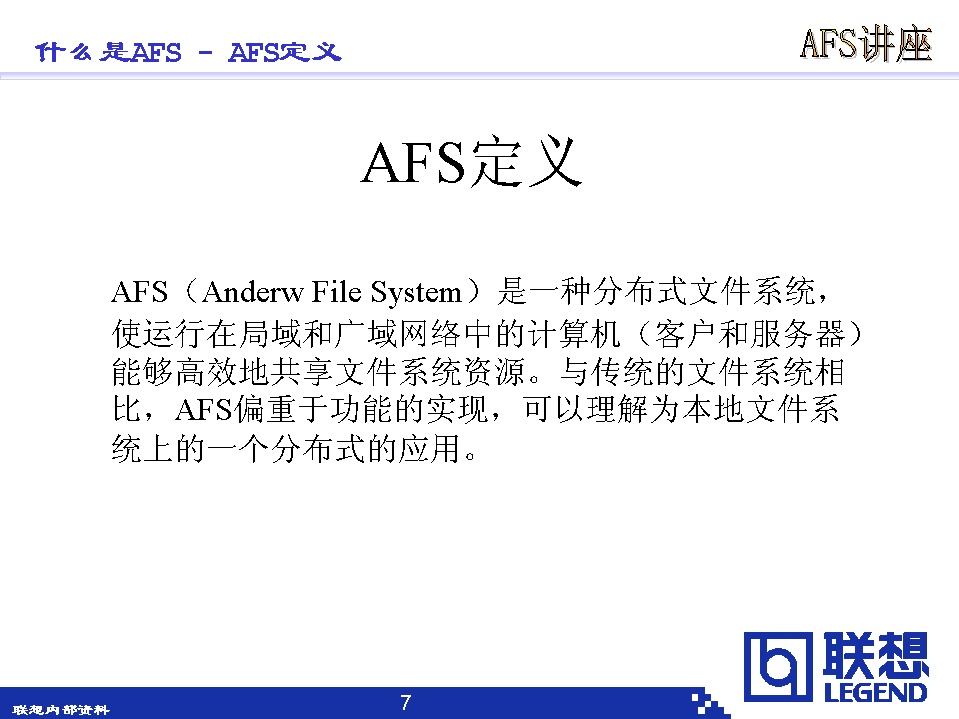 什么是AFS - AFS定义
AFS讲座
AFS定义
AFS（Anderw File System）是一种分布式文件系统，
使运行在局域和广域网络中的计算机（客户和服务器）
能够高效地共享文件系统资源。与传统的文件系统相
比，AFS偏重于功能的实现，可以理解为本地文件系
统上的一个分布式的应用。
联想
LEGEND
联想内部资料
7